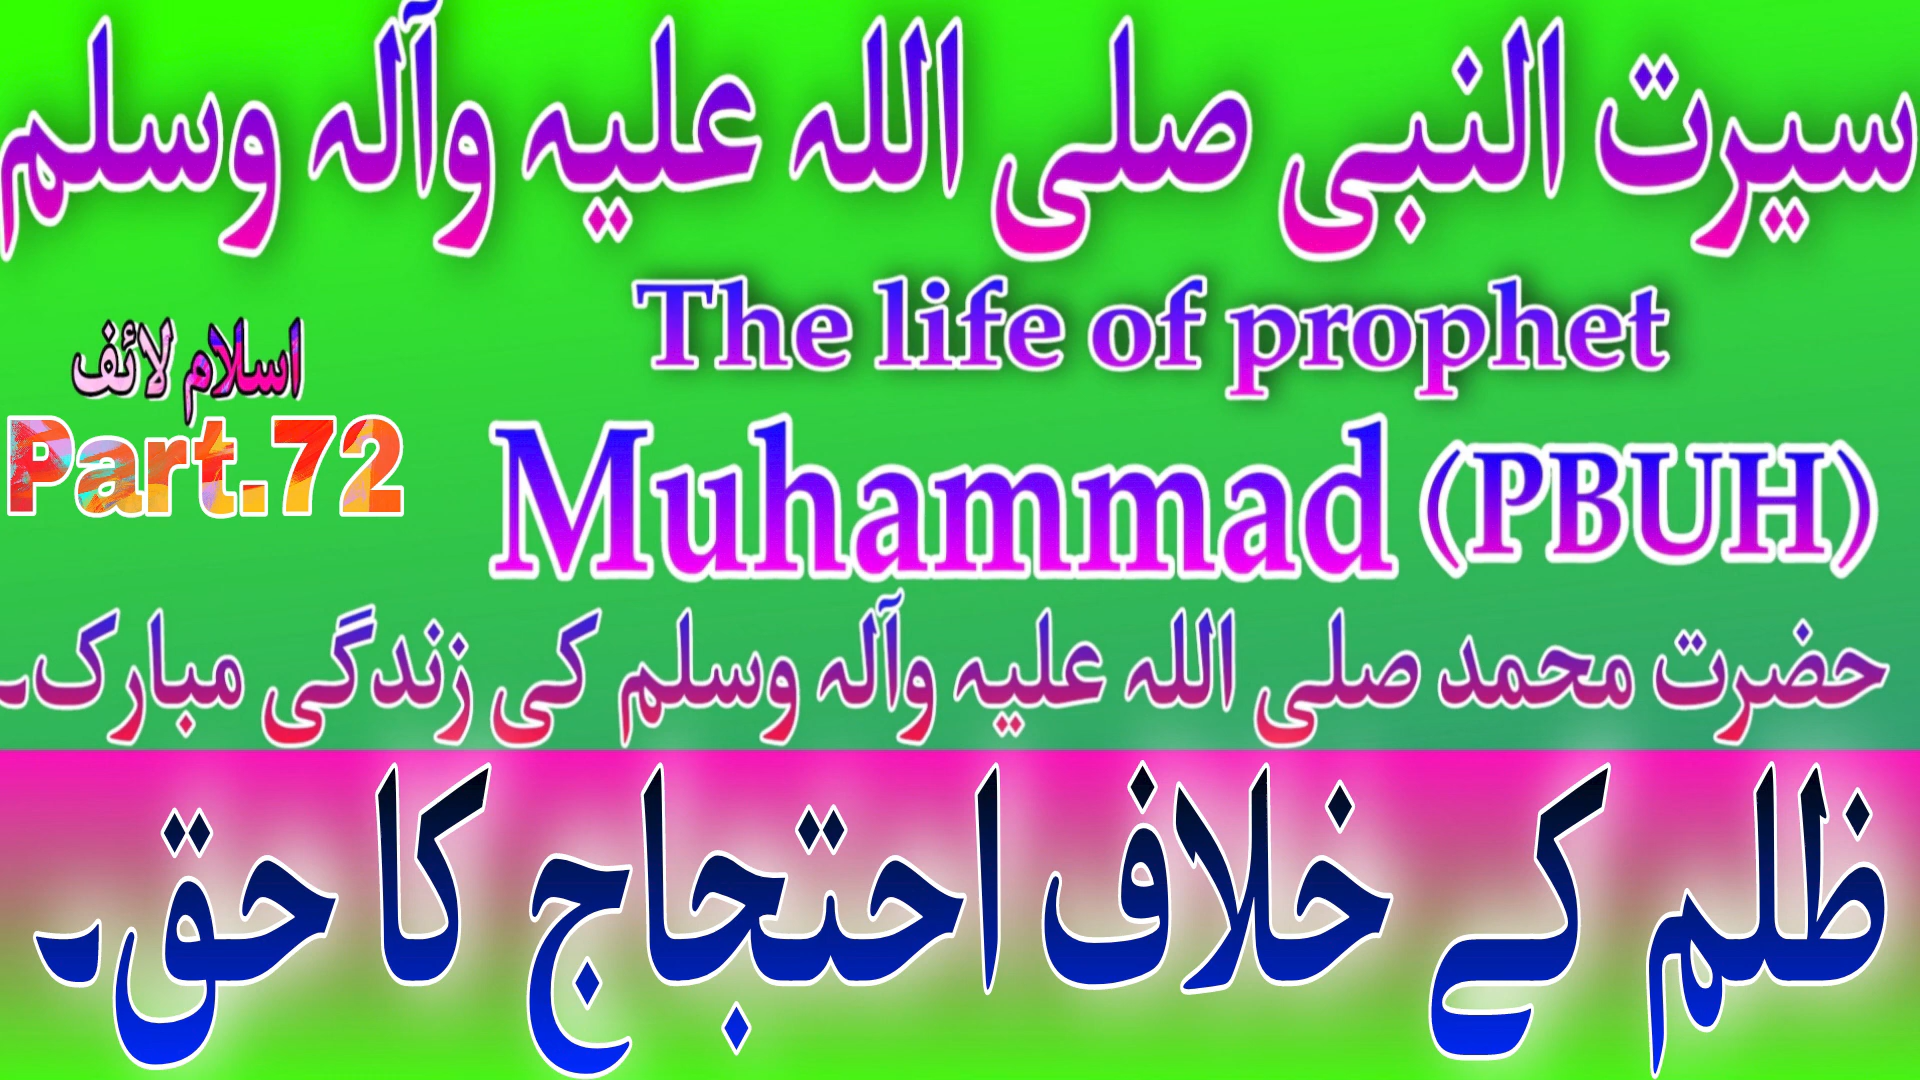 سیرت النبی صلی اللہ علیہ وآلہ وسلم
The life of prophet
اسلام لائف
Part.72
Muhammad (PBUH)
حضرت محمد صلی اللہ علیہ وآلہ وسلم کی زندگی مبارک۔
ظلم کے خلاف احتجاج کا حق۔